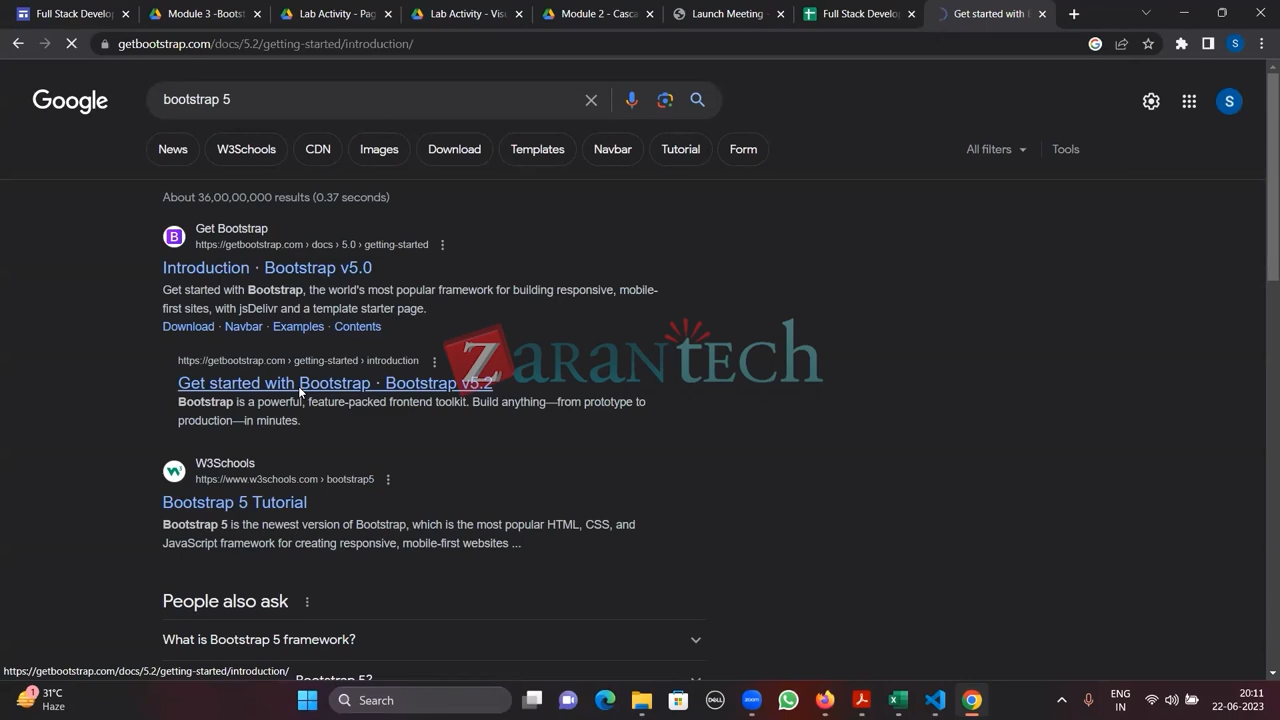 Full Stack Develop
Module 3 -Bootst
Lab Activity - Pag
Lab Activity - Visu
Module 2 - Casca
Launch Meeting -
Full Stack Develop
Get started with B
getbootstrap.com/docs/5.2/getting-started/introduction/
S
Google
bootstrap 5
S
News
W3Schools
CDN
Images
Download
Templates
Navbar
Tutorial
Form
All filters
Tools
About 36,00,00,000 results (0.37 seconds)
B
Get Bootstrap
https://getbootstrap.com › docs › 5.0 › getting-started
Introduction · Bootstrap v5.0
Get started with Bootstrap, the world's most popular framework for building responsive, mobile-
first sites, with jsDelivr and a template starter page.
Download · Navbar · Examples · Contents
https://getbootstrap.com › getting-started › introduction
Get started with Bootstrap · Bootstrap v5.2
Bootstrap is a powerful, feature-packed frontend toolkit. Build anything—from prototype to
production—in minutes.
ZARANTECH
W3Schools
https://www.w3schools.com › bootstrap5
Bootstrap 5 Tutorial
Bootstrap 5 is the newest version of Bootstrap, which is the most popular HTML, CSS, and
JavaScript framework for creating responsive, mobile-first websites ...
People also ask
What is Bootstrap 5 framework?
https://getbootstrap.com/docs/5.2/getting-started/introduction/
Bootstrap 5?
1
31°C
Haze
Search
DELL
zoom
ENG
IN
20:11
22-06-2023